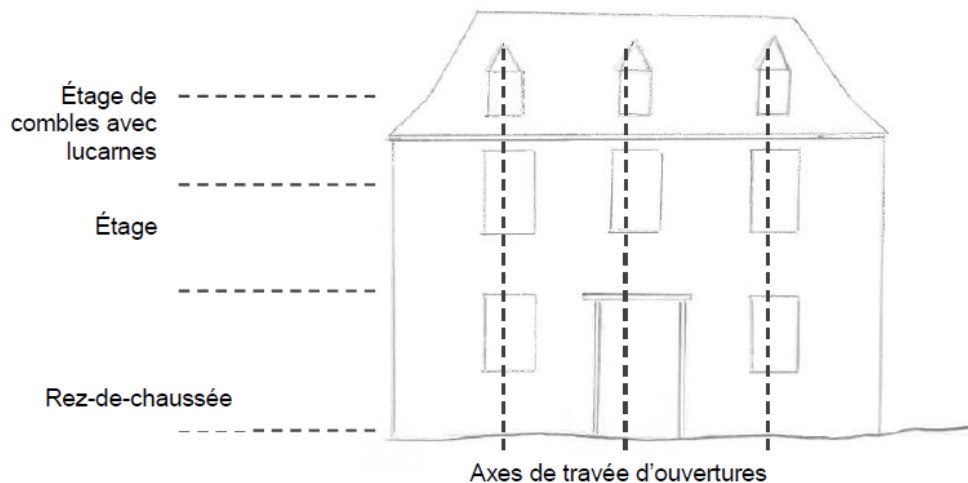 Étage de
combles avec
lucarnes
Étage
Rez-de-chaussée
Axes de travée d'ouvertures